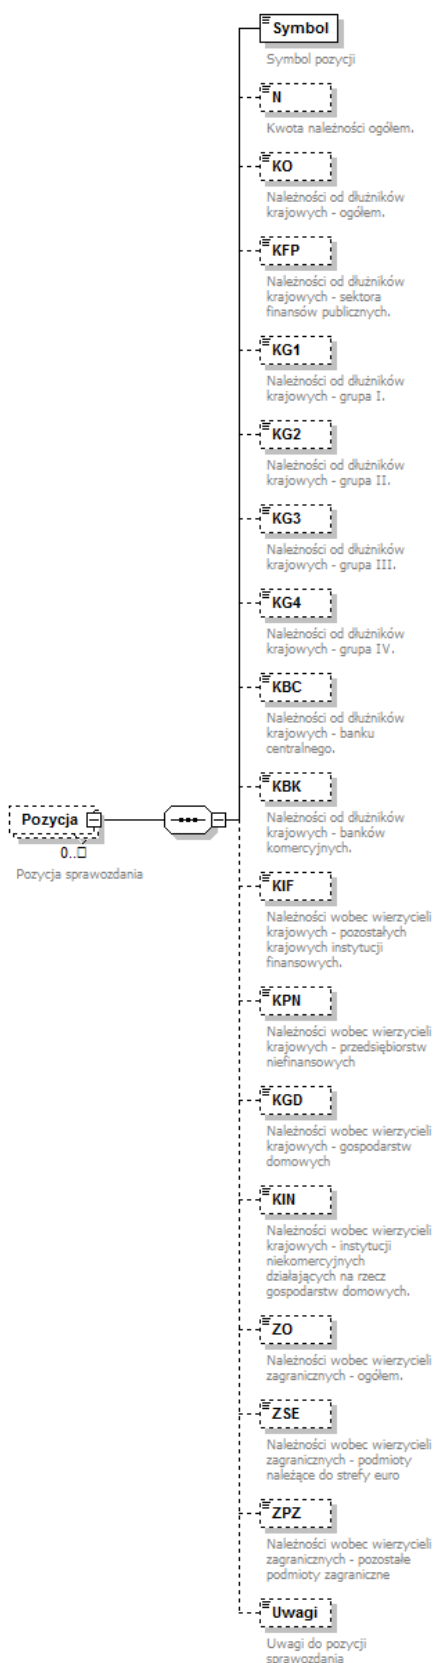 Symbol
Symbol pozycji
N
Kwota należności ogółem.
KO
Należności od dłużników
krajowych - ogółem.
KFP
Należności od dłużników
krajowych - sektora
finansów publicznych.
KG1
Należności od dłużników
krajowych - grupa I.
KG2
Należności od dłużników
krajowych - grupa II.
KG3
Należności od dłużników
krajowych - grupa III.
KG4
Należności od dłużników
krajowych - grupa IV.
KBC
Należności od dłużników
krajowych - banku
centralnego.
KBK
Należności od dłużników
krajowych - banków
komercyjnych.
Pozycja
0..□
Pozycja sprawozdania
KIF
Należności wobec wierzycieli
krajowych - pozostałych
krajowych instytucji
finansowych.
KPN
Należności wobec wierzycieli
krajowych - przedsiębiorstw
niefinansowych
KGD
Należności wobec wierzycieli
krajowych - gospodarstw
domowych
KIN
Należności wobec wierzycieli
krajowych - instytucji
niekomercyjnych
działających na rzecz
gospodarstw domowych.
ZO
Należności wobec wierzycieli
zagranicznych - ogółem.
ZSE
Należności wobec wierzycieli
zagranicznych - podmioty
należące do strefy euro
ZPZ
Należności wobec wierzycieli
zagranicznych - pozostałe
podmioty zagraniczne
Uwagi
Uwagi do pozycji
sprawozdania